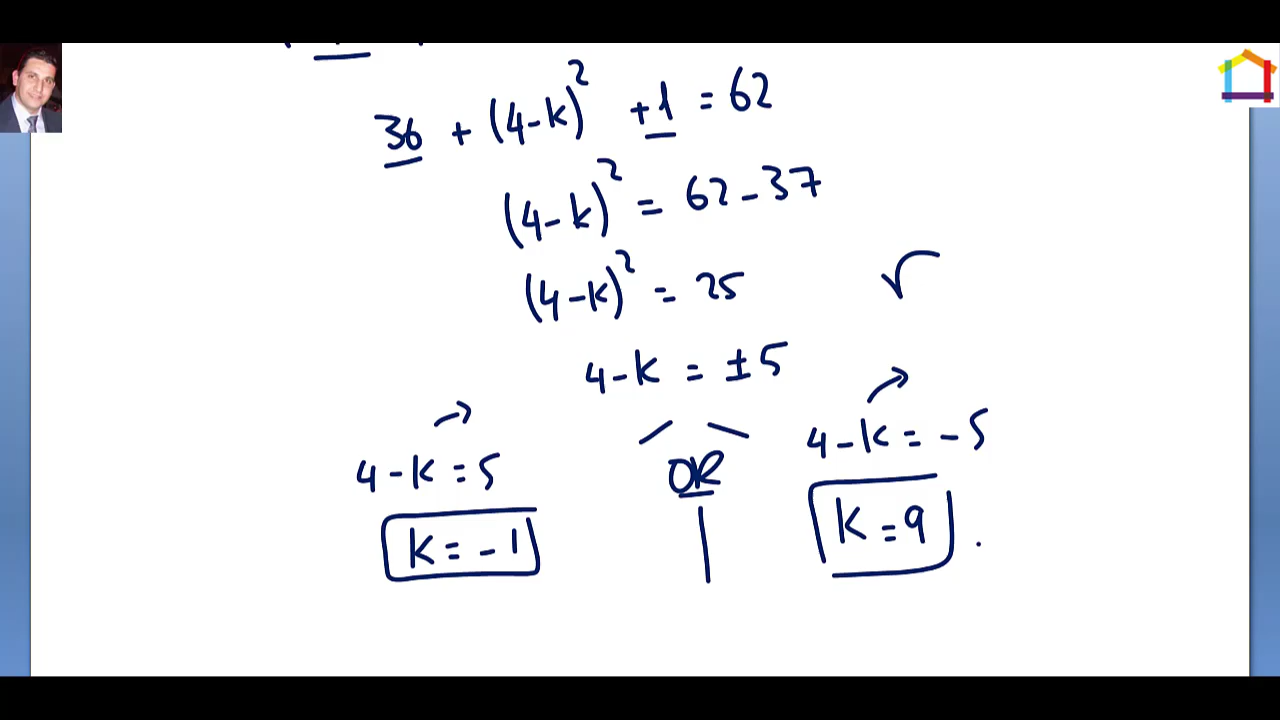 36 + (4-k)² + 1 = 62
(4-k)² = 62 - 37
(4-k)² = 25 √
4-k = ±5
4-k = 5 OR 4-k = -5
k = -1 k = 9